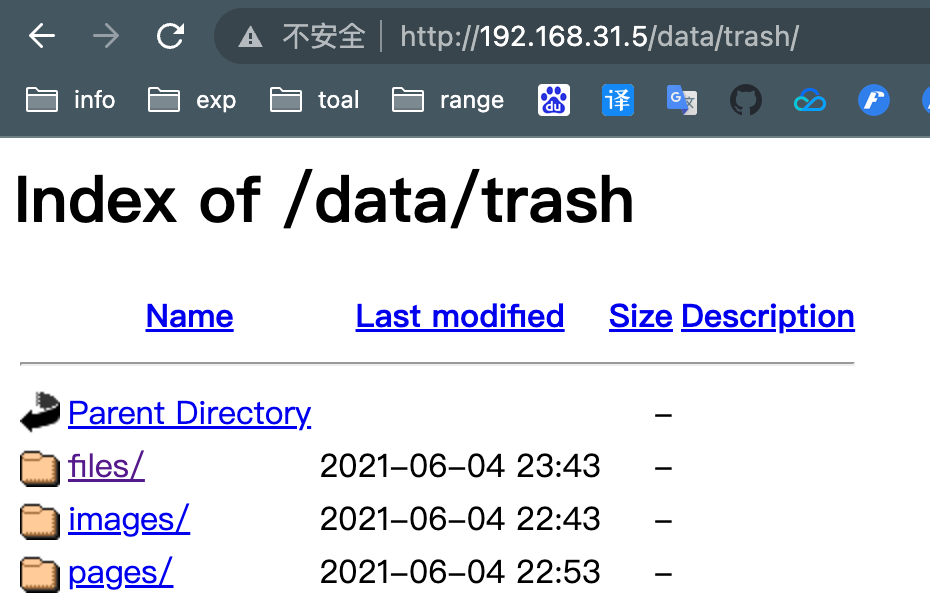 不安全 http://192.168.31.5/data/trash/
info exp toal range du 译 G 文
Index of /data/trash
Name Last modified Size Description
Parent Directory –
files/ 2021-06-04 23:43 –
images/ 2021-06-04 22:43 –
pages/ 2021-06-04 22:53 –